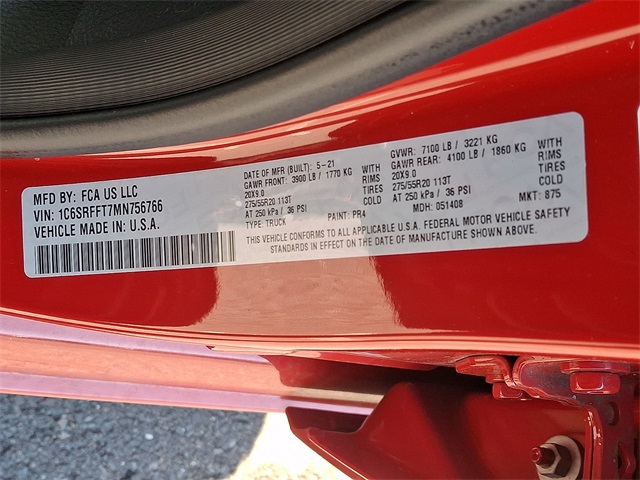 MFD BY: FCA US LLC
VIN: 1C6SRFFT7MN756766
VEHICLE MADE IN: U.S.A.
DATE OF MFR (BUILT): 5-21
GAWR FRONT: 3900 LB / 1770 KG WITH
20X9.0 RIMS
275/55R20 113T TIRES
AT 250 kPa / 36 PSI COLD
TYPE: TRUCK PAINT: PR4
GVWR: 7100 LB / 3221 KG
GAWR REAR: 4100 LB / 1860 KG WITH
20X9.0 RIMS
275/55R20 113T TIRES
AT 250 kPa / 36 PSI COLD
MDH: 051408 MKT: 875
THIS VEHICLE CONFORMS TO ALL APPLICABLE U.S.A. FEDERAL MOTOR VEHICLE SAFETY
STANDARDS IN EFFECT ON THE DATE OF MANUFACTURE SHOWN ABOVE.